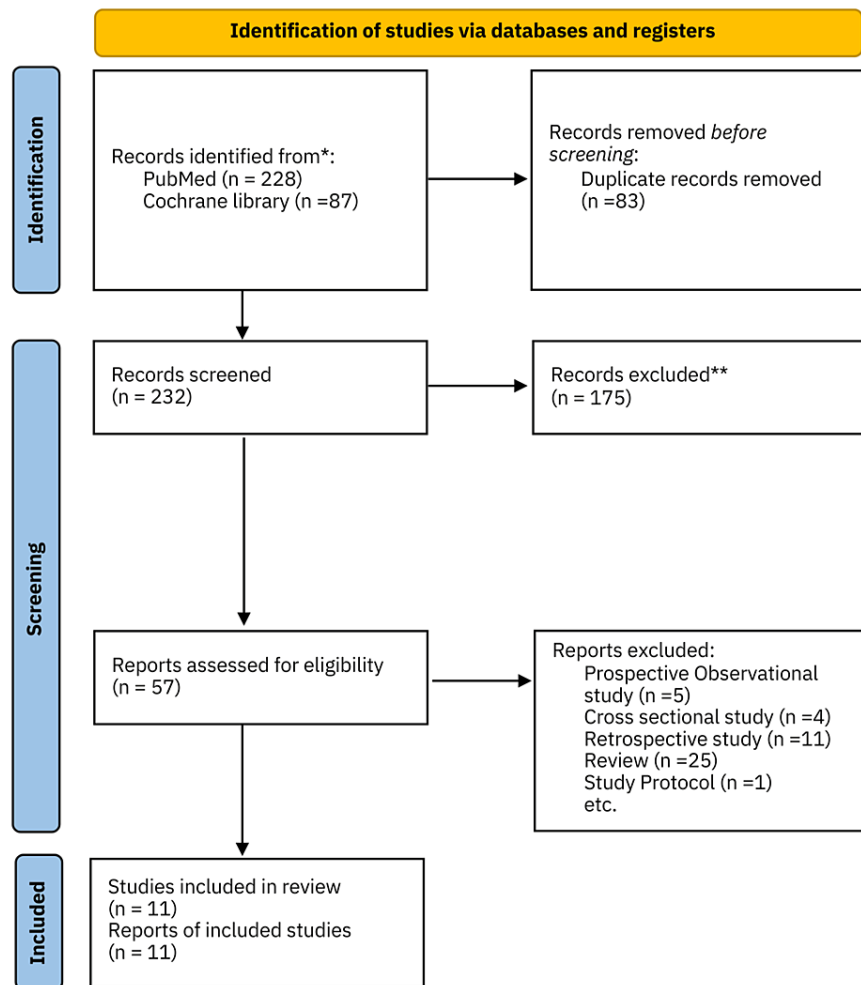 Identification of studies via databases and registers
Identification
Records identified from*:
PubMed (n = 228)
Cochrane library (n =87)
Records removed before
screening:
Duplicate records removed
(n =83)
Screening
Records screened
(n = 232)
Records excluded**
(n = 175)
Reports assessed for eligibility
(n = 57)
Reports excluded:
Prospective Observational
study (n =5)
Cross sectional study (n =4)
Retrospective study (n =11)
Review (n =25)
Study Protocol (n =1)
etc.
Included
Studies included in review
(n = 11)
Reports of included studies
(n = 11)